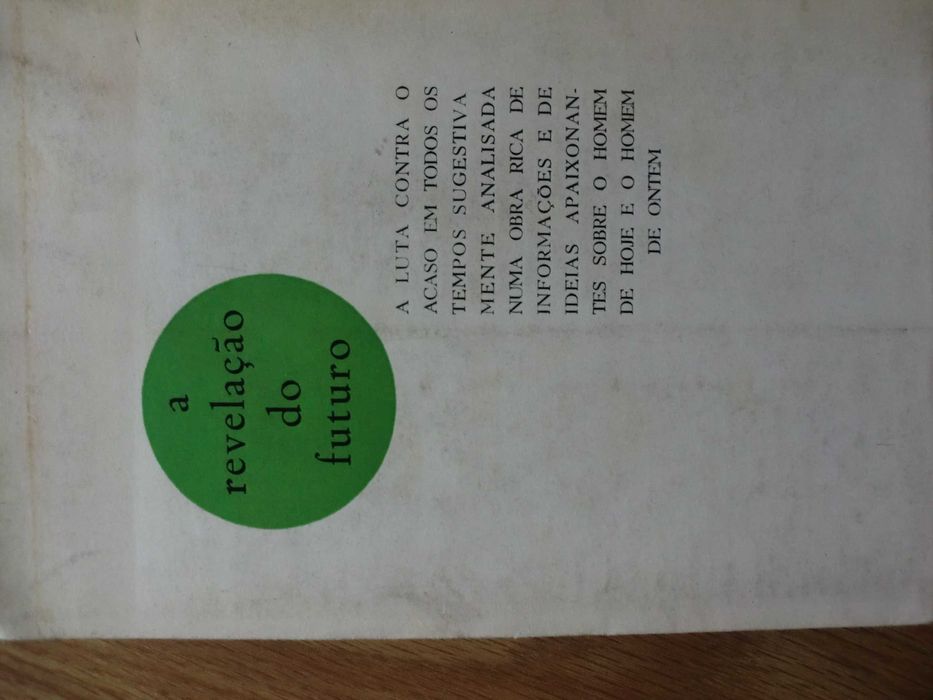 a
revelação
do
futuro
A LUTA CONTRA O
ACASO EM TODOS OS
TEMPOS SUGESTIVA
MENTE ANALISADA
NUMA OBRA RICA DE
INFORMAÇÕES E DE
IDEIAS APAIXONAN-
TES SOBRE O HOMEM
DE HOJE E O HOMEM
DE ONTEM